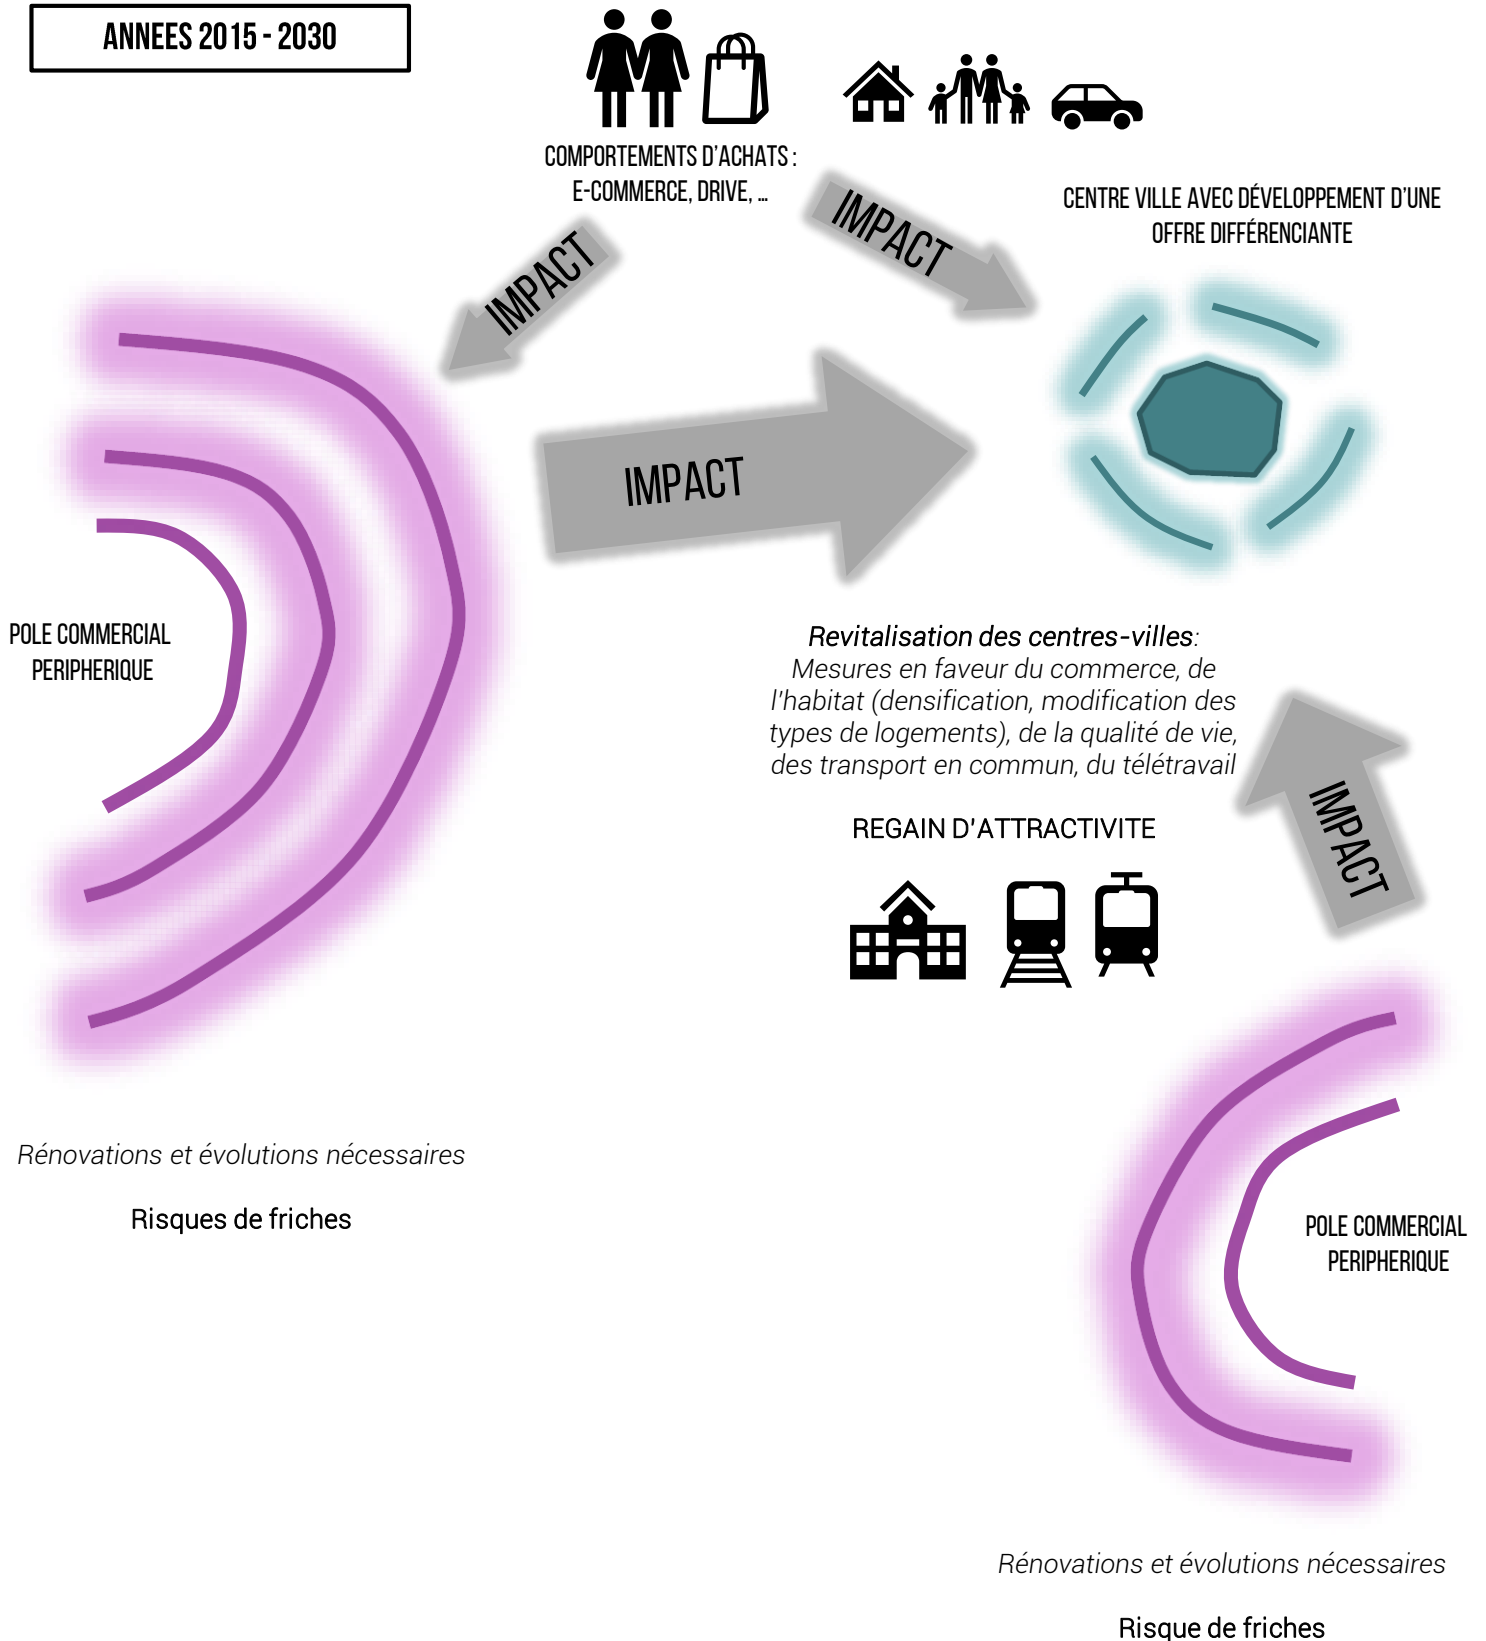 ANNEES 2015 - 2030
COMPORTEMENTS D'ACHATS :
E-COMMERCE, DRIVE, ...
IMPACT
IMPACT
CENTRE VILLE AVEC DÉVELOPPEMENT D'UNE
OFFRE DIFFÉRENCIANTE
IMPACT
POLE COMMERCIAL
PERIPHERIQUE
Revitalisation des centres-villes:
Mesures en faveur du commerce, de
l'habitat (densification, modification des
types de logements), de la qualité de vie,
des transport en commun, du télétravail
REGAIN D'ATTRACTIVITE
IMPACT
Rénovations et évolutions nécessaires
Risques de friches
POLE COMMERCIAL
PERIPHERIQUE
Rénovations et évolutions nécessaires
Risque de friches